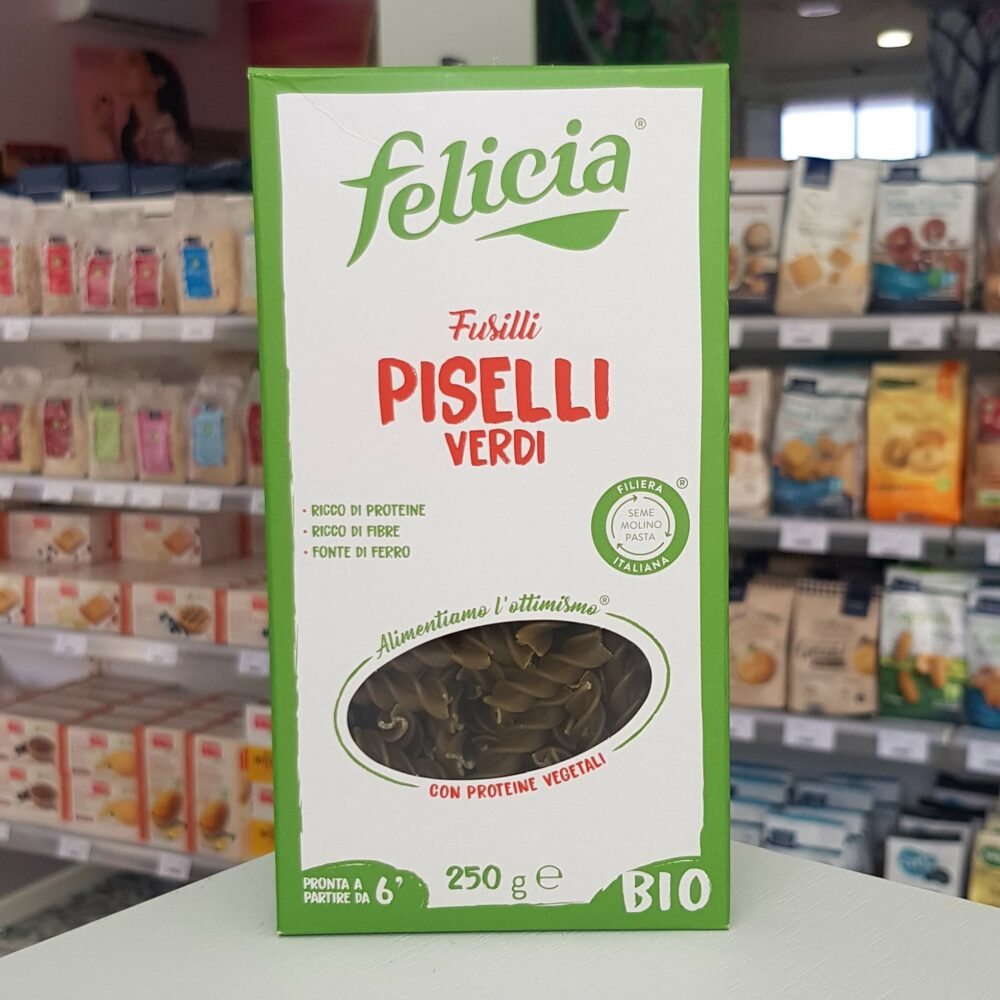 felicia®
Fusilli
PISELLI
VERDI
• RICCO DI PROTEINE
• RICCO DI FIBRE
• FONTE DI FERRO
FILIERA ®
SEME
MOLINO
PASTA
ITALIANA
Alimentiamo l'ottimismo®
CON PROTEINE VEGETALI
PRONTA A
PARTIRE DA 6'
250 g ℮
BIO